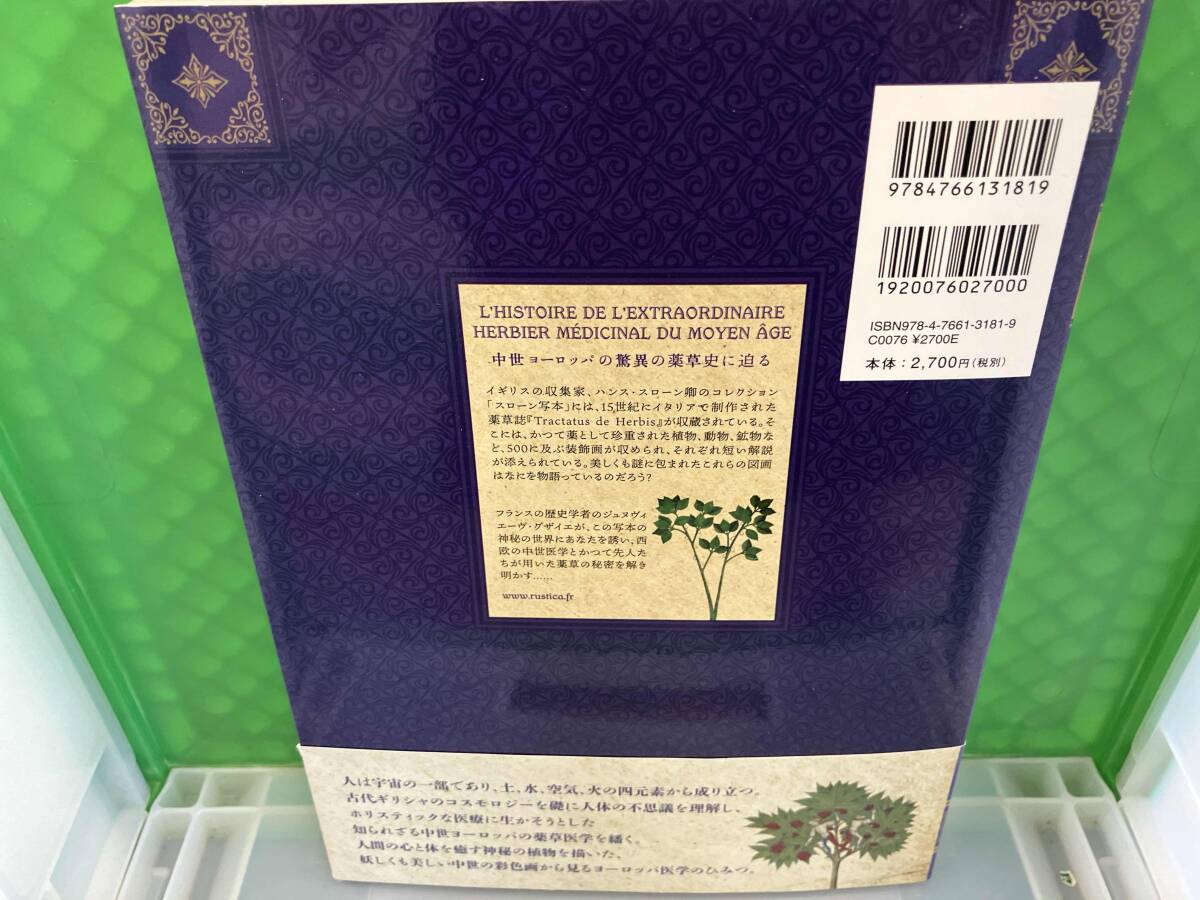 9784766131819
1920076027000
ISBN978-4-7661-3181-9
C0076 ¥2700E
本体：2,700円（税別）
L'HISTOIRE DE L'EXTRAORDINAIRE
HERBIER MÉDICINAL DU MOYEN ÂGE
中世ヨーロッパの驚異の薬草史に迫る
イギリスの収集家、ハンス・スローン卿のコレクション
「スローン写本」には、15世紀にイタリアで制作された
薬草誌『Tractatus de Herbis』が収蔵されている。そ
こには、かつて薬として珍重された植物、動物、鉱物な
ど、500に及ぶ装飾画が収められ、それぞれ短い解説
が添えられている。美しくも謎に包まれたこれらの図画
はなにを物語っているのだろう？
フランスの歴史学者のジュヌヴィ
エーヴ・グザイエが、この写本の
神秘の世界にあなたを誘い、西
欧の中世医学とかつて先人た
ちが用いた薬草の秘密を解き
明かす……
www.rustica.fr
人は宇宙の一部であり、土、水、空気、火の四元素から成り立つ。
古代ギリシャのコスモロジーを礎に人体の不思議を理解し、
ホリスティックな医療に生かそうとした
知られざる中世ヨーロッパの薬草医学を繙く。
人間の心と体を癒す神秘の植物を描いた、
妖しくも美しい中世の彩色画から見るヨーロッパ医学のひみつ。